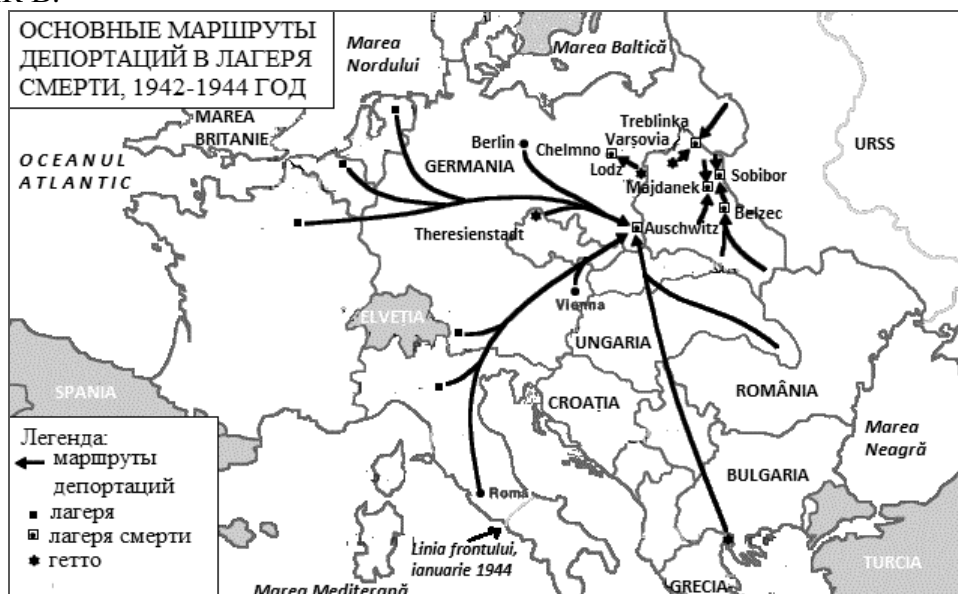 ОСНОВНЫЕ МАРШРУТЫ
ДЕПОРТАЦИЙ В ЛАГЕРЯ
СМЕРТИ, 1942-1944 ГОД
Marea
Nordului
Marea Baltică
MAREA
BRITANIE
OCEANUL
ATLANTIC
Berlin
GERMANIA
Treblinka
Varșovia
Chelmno
Lodz
Majdanek
Sobibor
Belzec
URSS
Theresienstadt
Auschwitz
Vienna
ELVEȚIA
UNGARIA
SPANIA
CROAȚIA
ROMÂNIA
Marea
Neagră
BULGARIA
Roma
Linia frontului,
ianuarie 1944
TURCIA
GRECIA
Marea Mediterană
Легенда:
маршруты
депортаций
лагеря
лагеря смерти
гетто